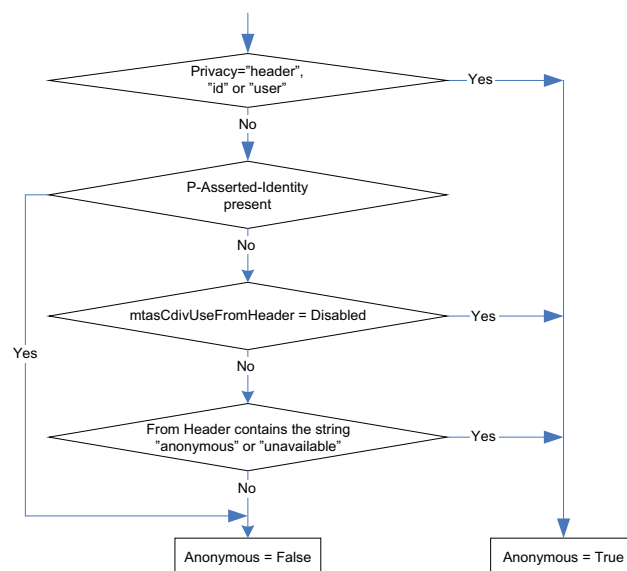 Privacy=”header”,
”id” or ”user”
Yes
No
P-Asserted-Identity
present
No
mtasCdivUseFromHeader = Disabled
Yes
Yes
No
From Header contains the string
”anonymous” or ”unavailable”
Yes
No
Anonymous = False
Anonymous = True